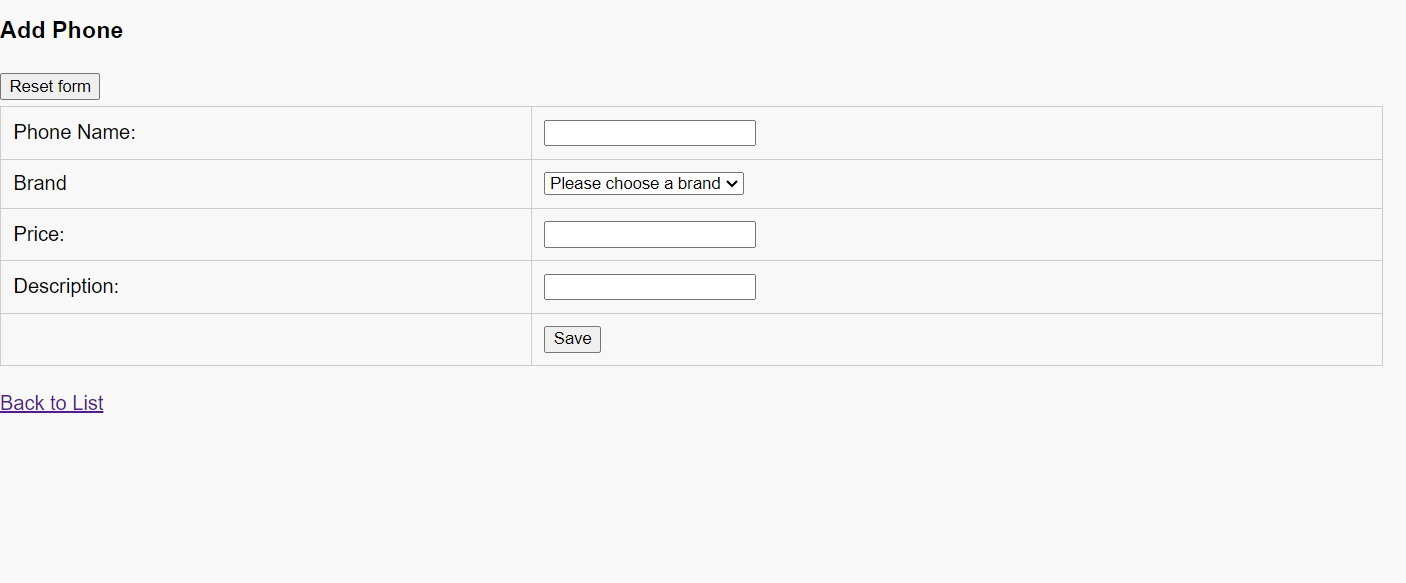 Add Phone
Reset form
Phone Name:
Brand Please choose a brand
Price:
Description:
Save
Back to List